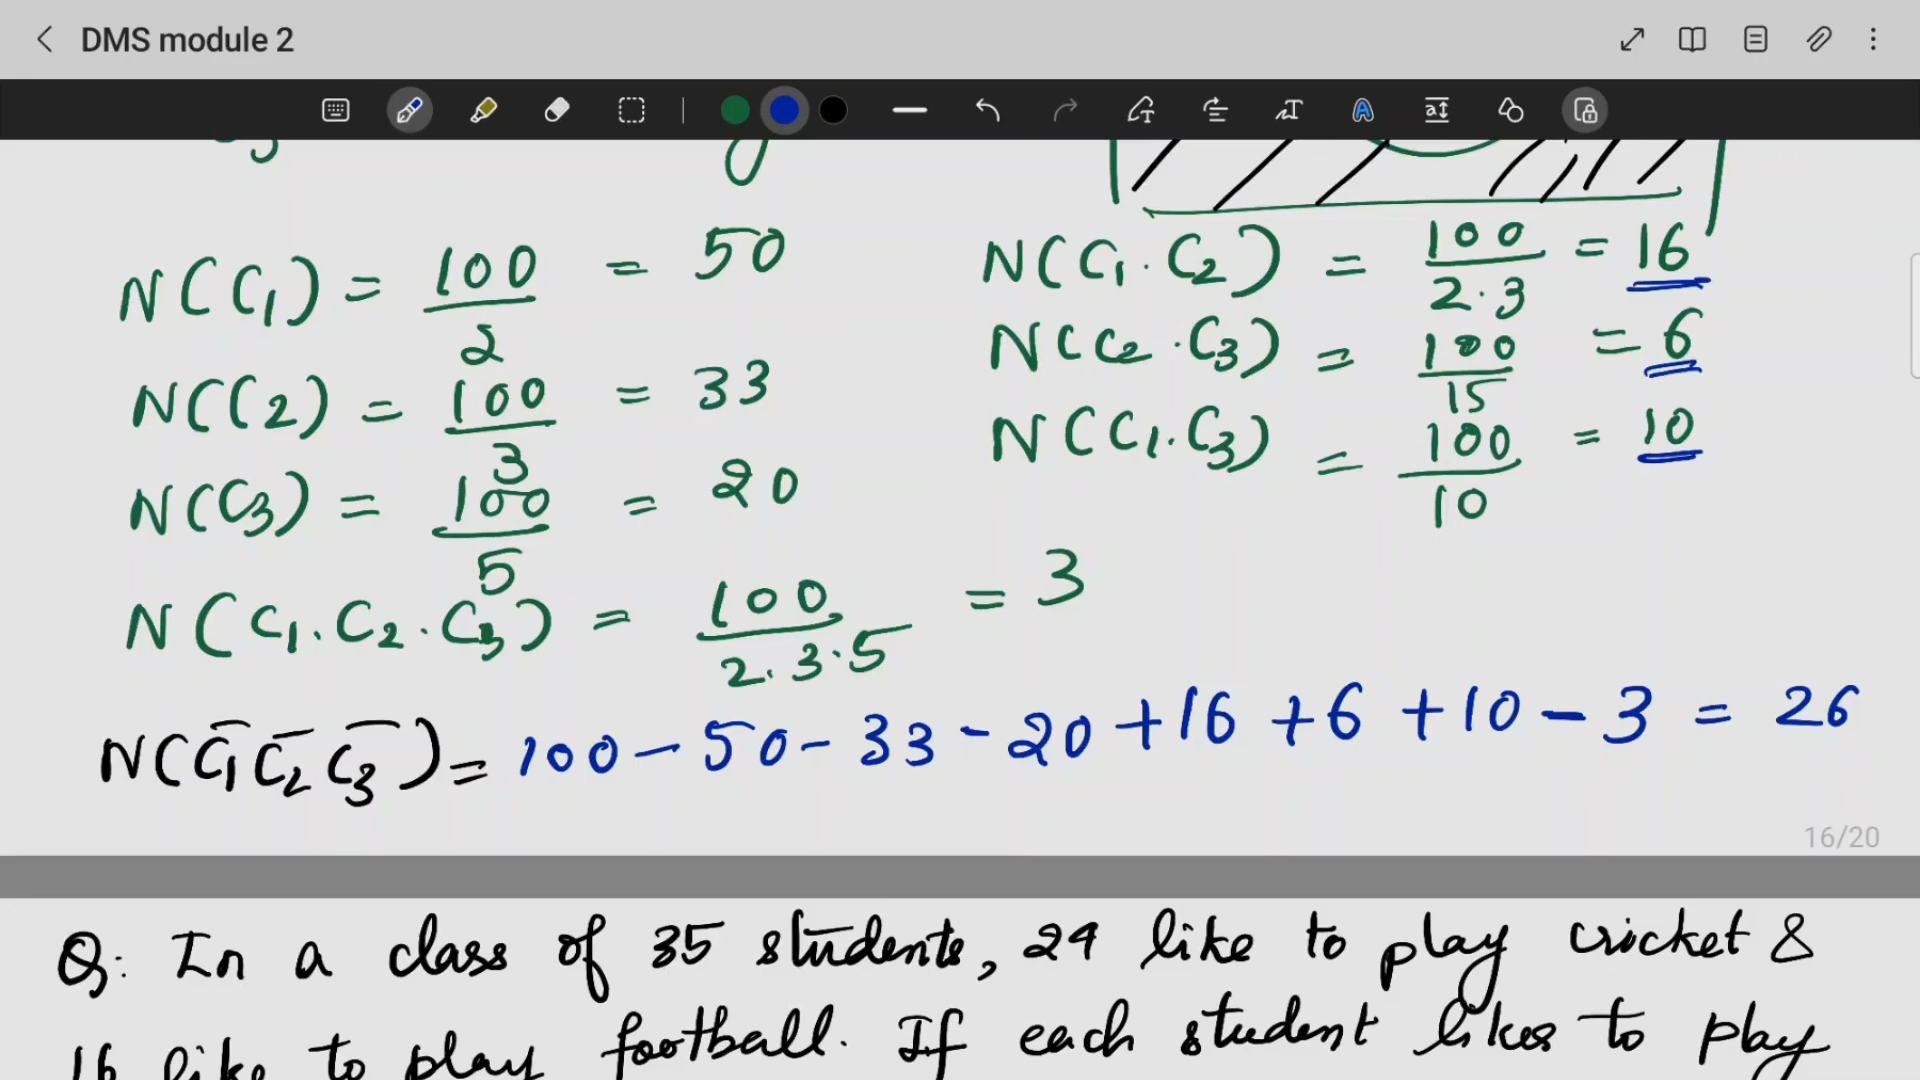 DMS module 2
N(C₁) = 100/2 = 50
N(C2) = 100/3 = 33
N(C3) = 100/5 = 20
N(C₁.C₂.C3) = 100/2.3.5 = 3
N(C₁.C₂) = 100/2.3 = 16
N(C₂.C3) = 100/15 = 6
N(C₁.C3) = 100/10 = 10
N(C̅₁ C̅₂ C̅3) = 100 - 50 - 33 - 20 + 16 + 6 + 10 - 3 = 26
16/20
Q: In a class of 35 students, 24 like to play cricket &
16 like to play football. If each student likes to play